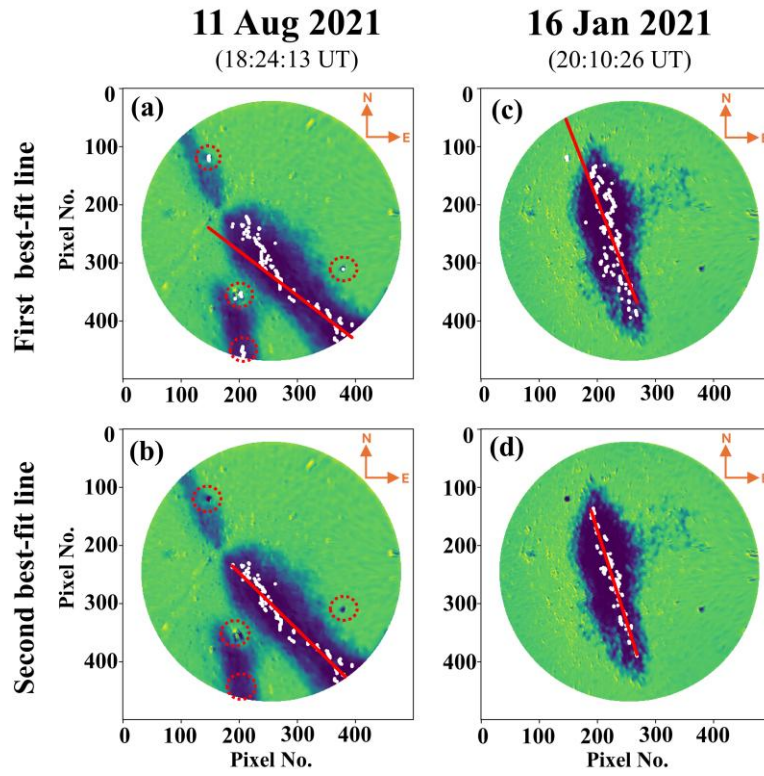 11 Aug 2021 16 Jan 2021
(18:24:13 UT) (20:10:26 UT)
First best-fit line
Pixel No.
0
100
200
300
400
(a)
N
E
0 100 200 300 400
0
100
200
300
400
(c)
N
E
0 100 200 300 400
Second best-fit line
Pixel No.
0
100
200
300
400
(b)
N
E
0 100 200 300 400
Pixel No.
0
100
200
300
400
(d)
N
E
0 100 200 300 400
Pixel No.